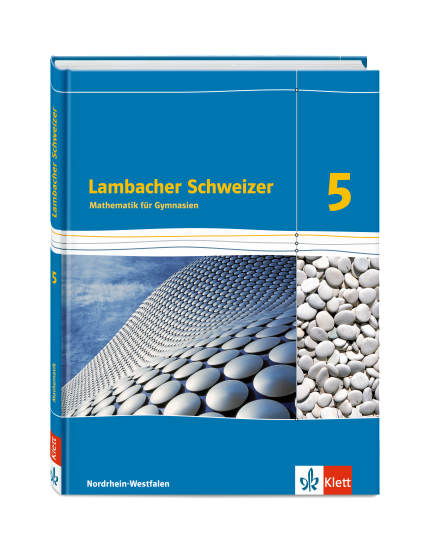 Lambacher Schweizer
5
Mathematik für Gymnasien
Nordrhein-Westfalen
Klett
Lambacher Schweizer
5
Mathematik
Klett